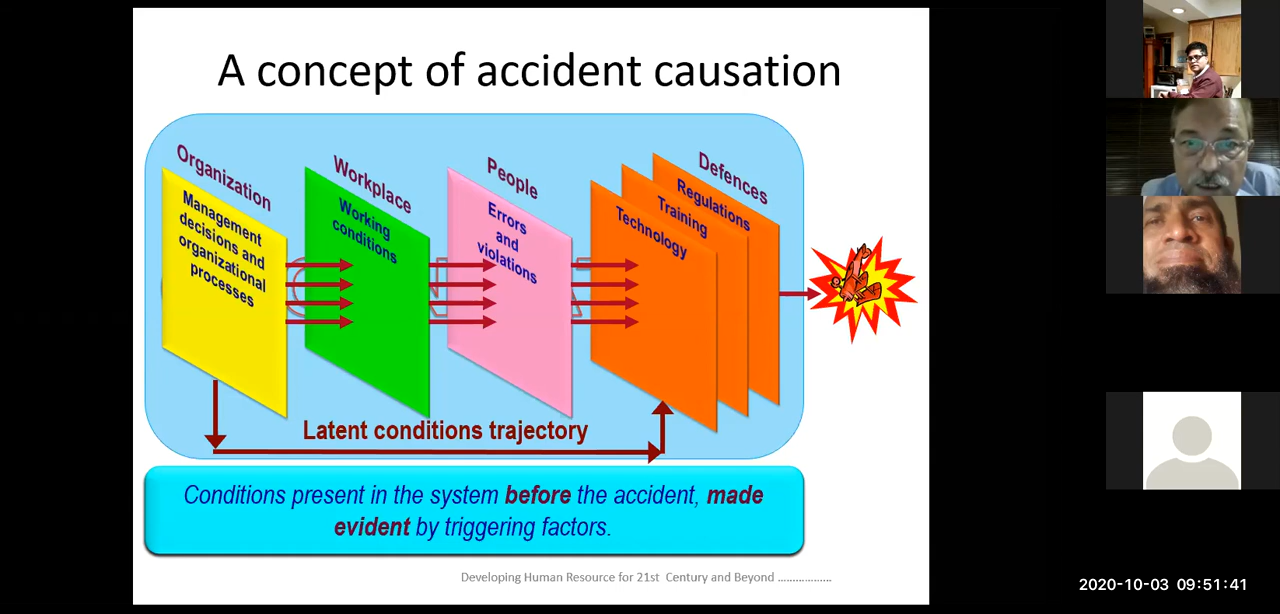 A concept of accident causation
Organization
Management
decisions and
organizational
processes
Workplace
Working
conditions
People
Errors
and
violations
Defences
Regulations
Training
Technology
Latent conditions trajectory
Conditions present in the system before the accident, made
evident by triggering factors.
Developing Human Resource for 21st Century and Beyond ………………
2020-10-03 09:51:41